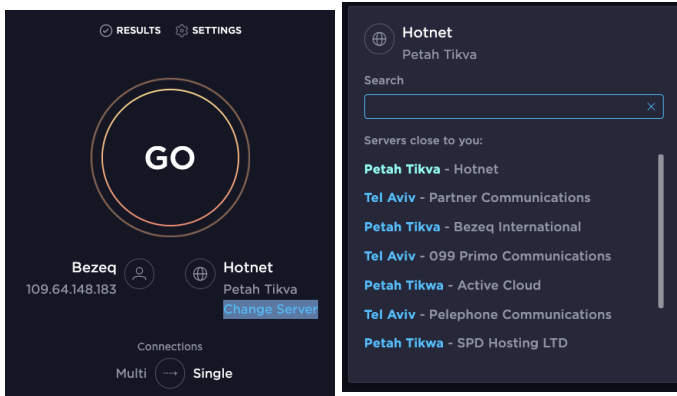 RESULTS SETTINGS
GO
Bezeq
109.64.148.183
Hotnet
Petah Tikva
Change Server
Connections
Multi Single
Hotnet
Petah Tikva
Search
Servers close to you:
Petah Tikva - Hotnet
Tel Aviv - Partner Communications
Petah Tikva - Bezeq International
Tel Aviv - 099 Primo Communications
Petah Tikwa - Active Cloud
Tel Aviv - Pelephone Communications
Petah Tikwa - SPD Hosting LTD